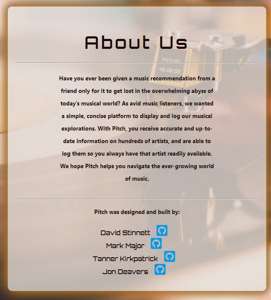 About Us
Have you ever been given a music recommendation from a
friend only for it to get lost in the overwhelming abyss of
today's musical world? As avid music listeners, we wanted
a simple, concise platform to display and log our musical
explorations. With Pitch, you receive accurate and up-to-
date information on hundreds of artists, and are able to
log them so you always have that artist readily available.
We hope Pitch helps you navigate the ever-growing world
of music.
Pitch was designed and built by:
David Stinnett
Mark Major
Tanner Kirkpatrick
Jon Deavers